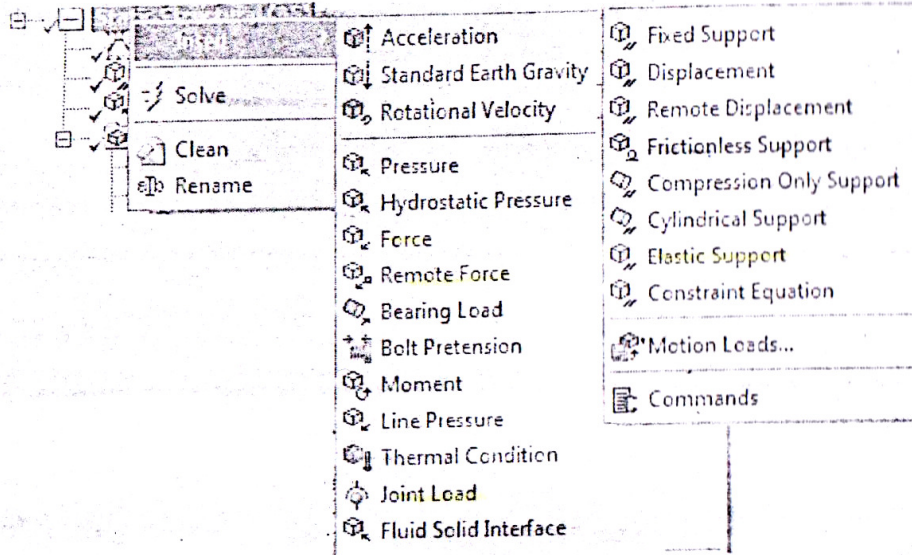 Insert
Solve
Clean
Rename
Acceleration
Standard Earth Gravity
Rotational Velocity
Pressure
Hydrostatic Pressure
Force
Remote Force
Bearing Load
Bolt Pretension
Moment
Line Pressure
Thermal Condition
Joint Load
Fluid Solid Interface
Fixed Support
Displacement
Remote Displacement
Frictionless Support
Compression Only Support
Cylindrical Support
Elastic Support
Constraint Equation
Motion Loads...
Commands